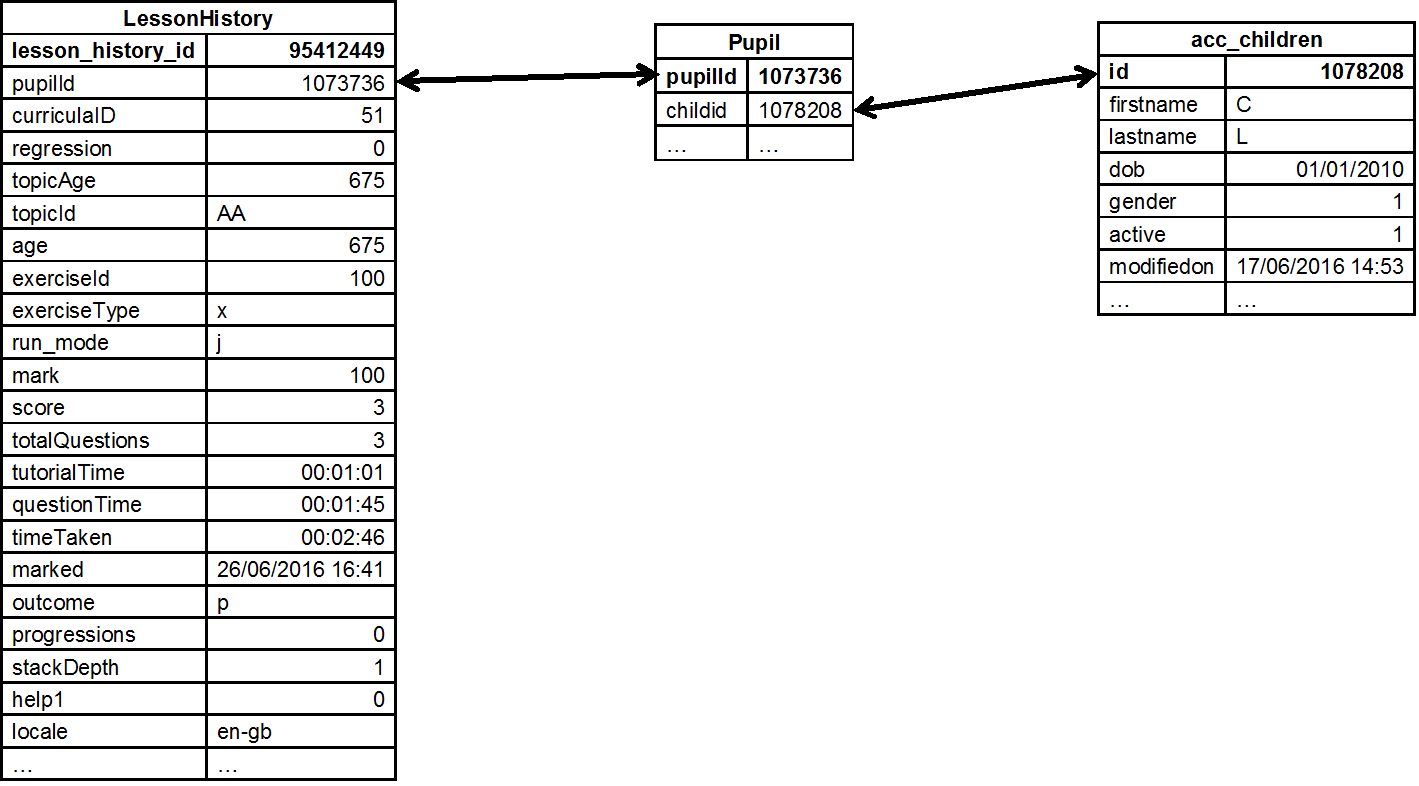 LessonHistory
lesson_history_id 95412449
pupilId 1073736
curriculaID 51
regression 0
topicAge 675
topicId AA
age 675
exerciseId 100
exerciseType x
run_mode j
mark 100
score 3
totalQuestions 3
tutorialTime 00:01:01
questionTime 00:01:45
timeTaken 00:02:46
marked 26/06/2016 16:41
outcome p
progressions 0
stackDepth 1
help1 0
locale en-gb
... ...
Pupil
pupilId 1073736
childid 1078208
... ...
acc_children
id 1078208
firstname C
lastname L
dob 01/01/2010
gender 1
active 1
modifiedon 17/06/2016 14:53
... ...